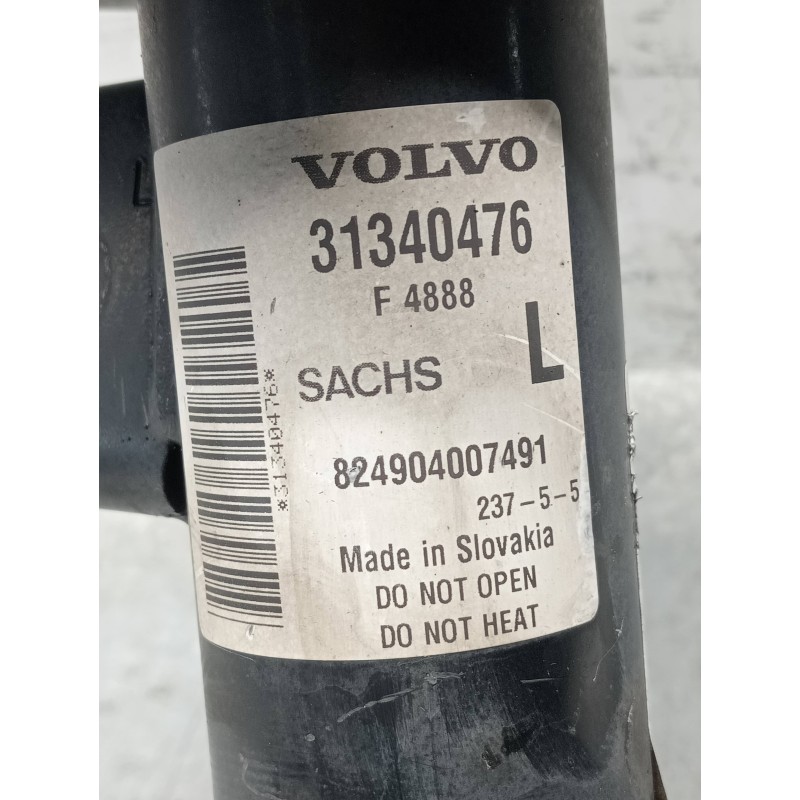 VOLVO
31340476
F 4888
L
SACHS
*31340476*
824904007491
237-5-5
Made in Slovakia
DO NOT OPEN
DO NOT HEAT